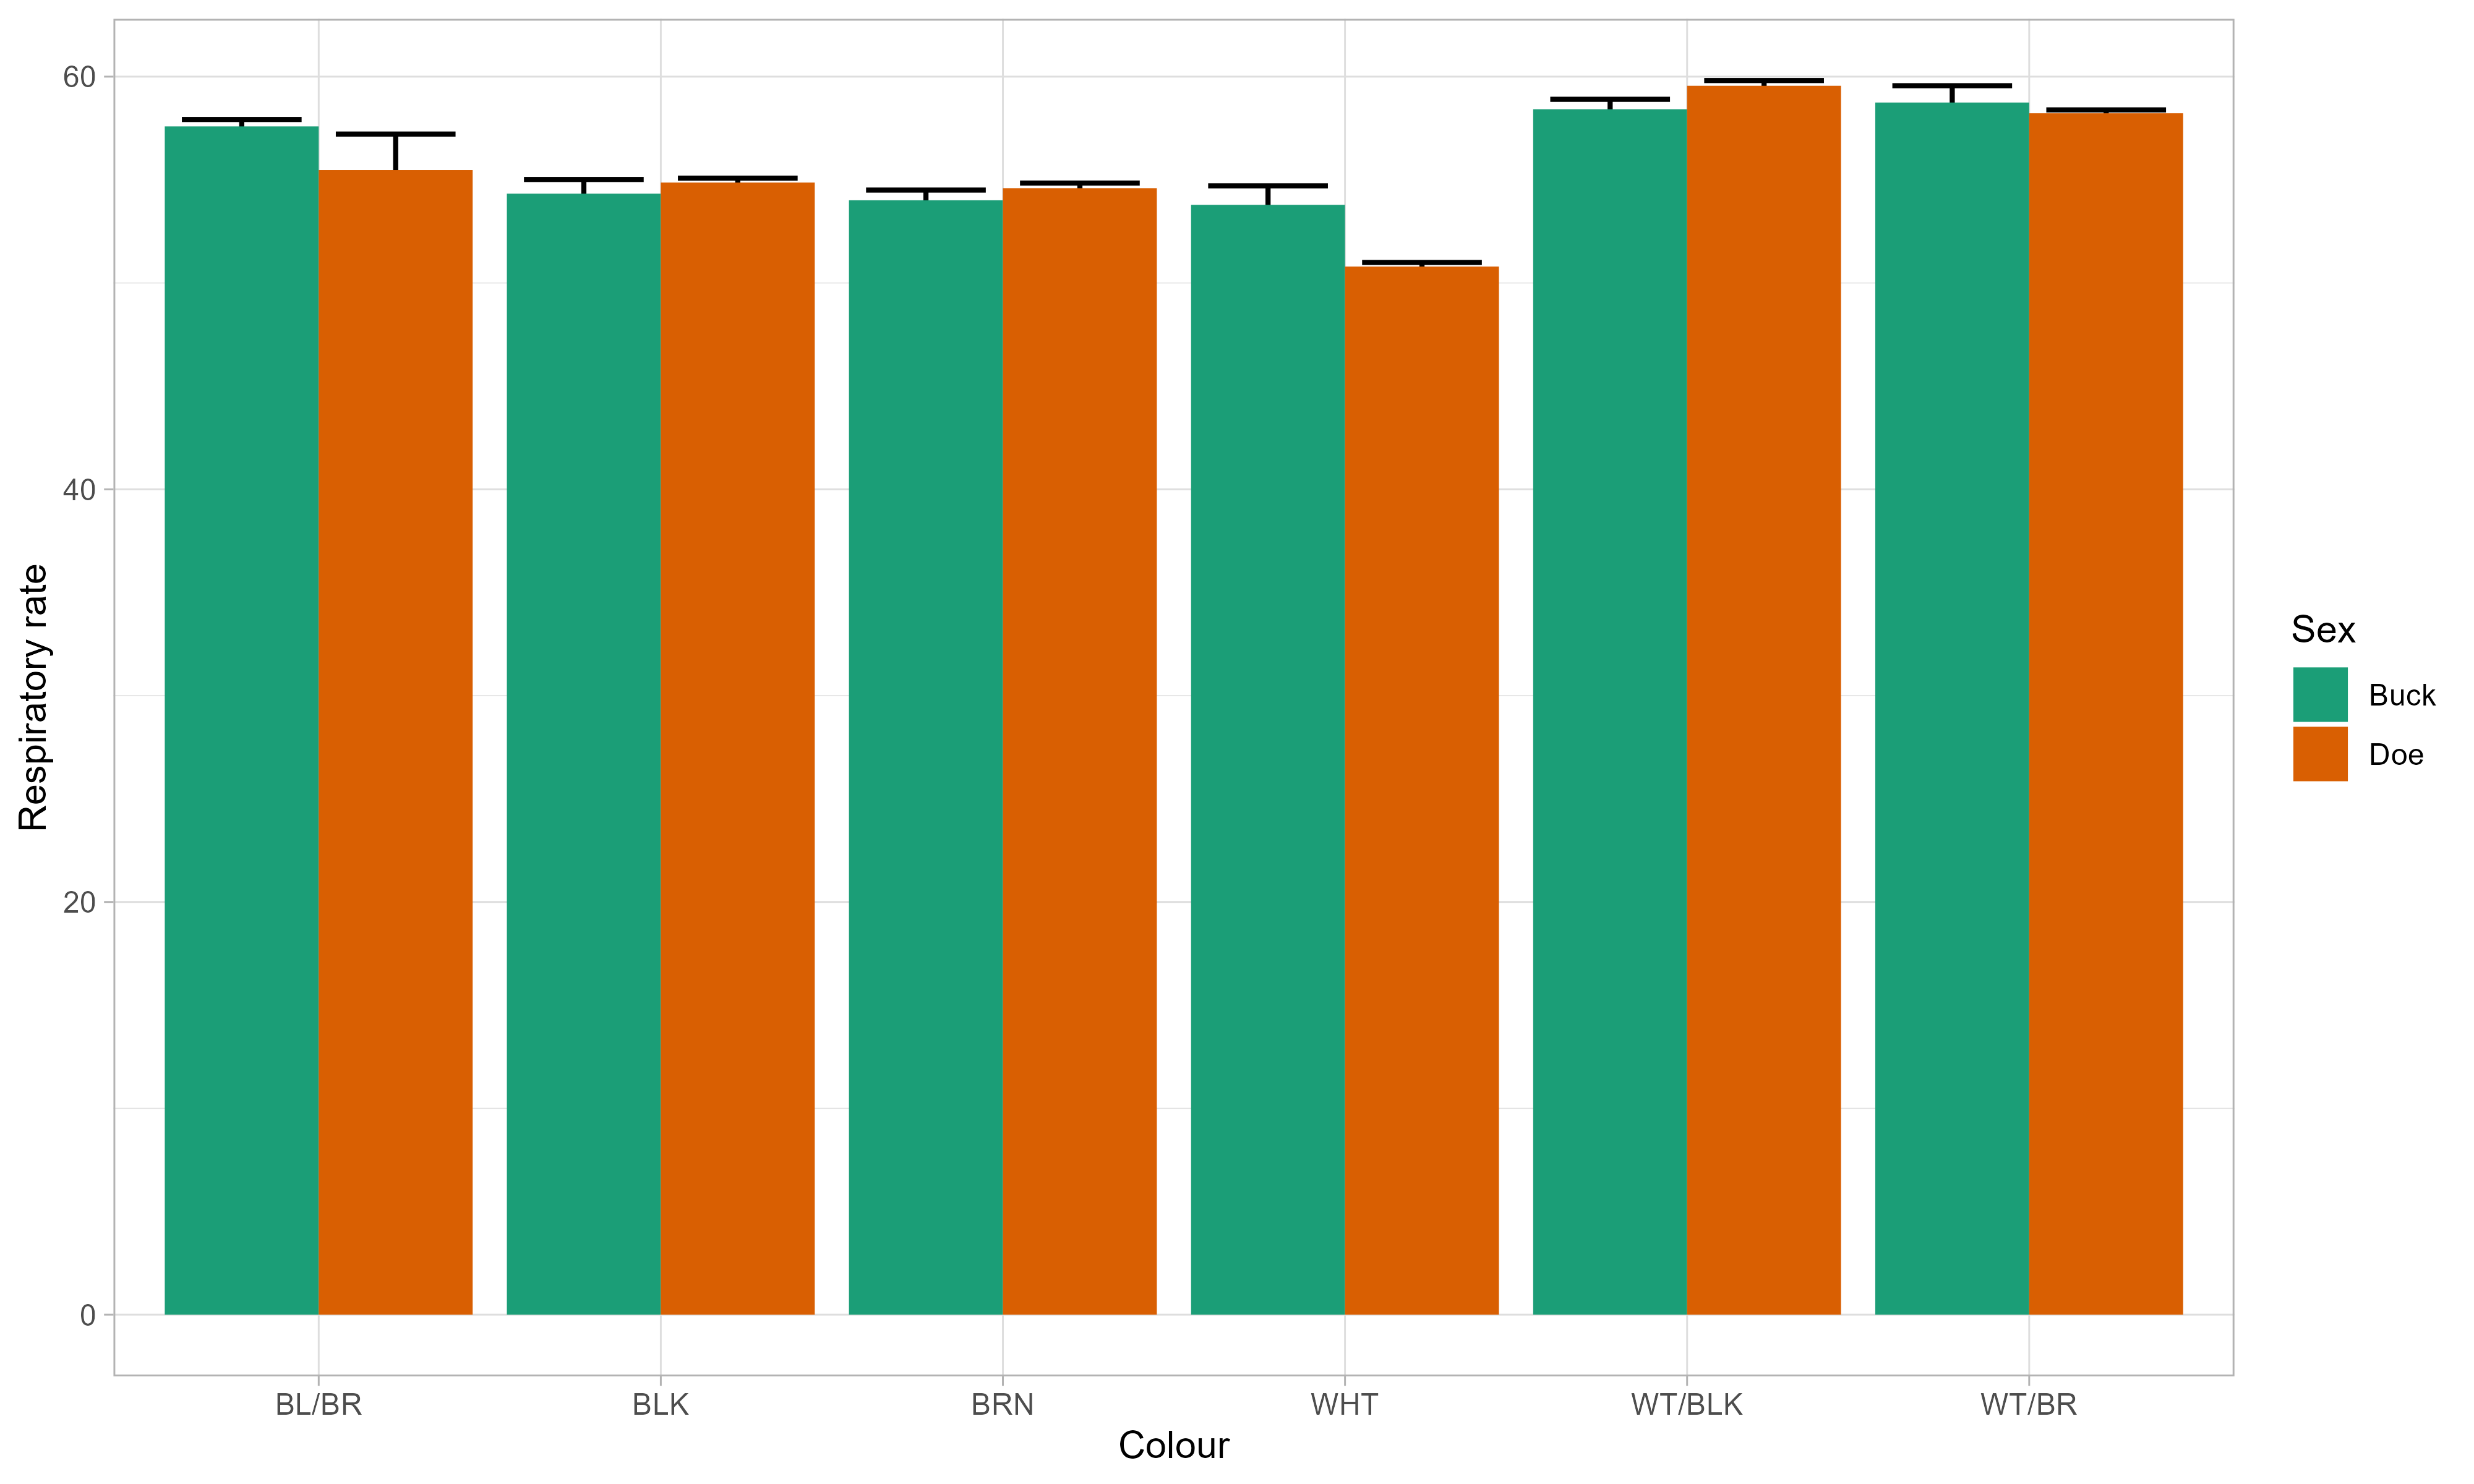 60
40
20
0
Respiratory rate
BL/BR
BLK
BRN
WHT
WT/BLK
WT/BR
Colour
Sex
Buck
Doe